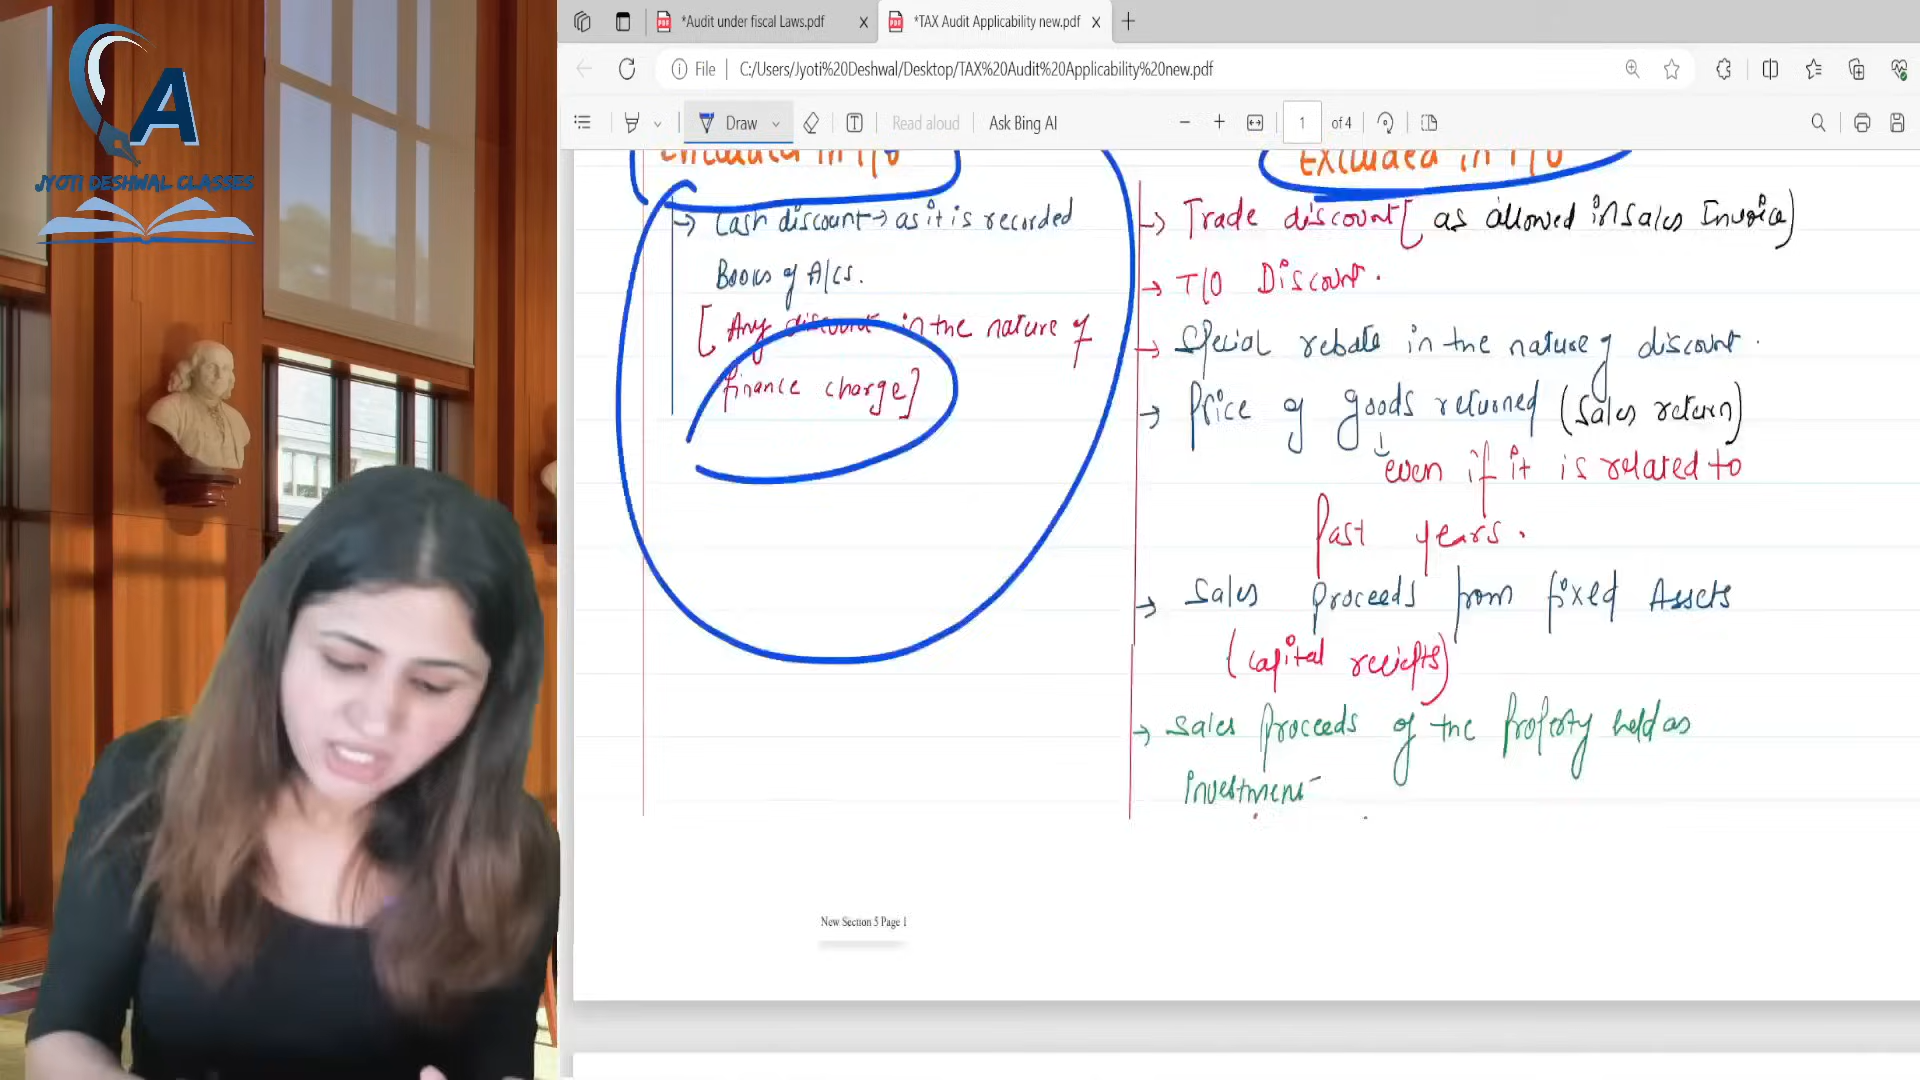 A
JYOTI DESHWAL CLASSES
*Audit under fiscal Laws.pdf
*TAX Audit Applicability new.pdf
File
C:/Users/Jyoti%20Deshwal/Desktop/TAX%20Audit%20Applicability%20new.pdf
Draw
Read aloud
Ask Bing AI
1 of 4
Included in T/O
→ Cash discount → as it is recorded
Books of A/cs.
[Any discount in the nature of
finance charge]
Excluded in T/O
→ Trade discount [as allowed in sales Invoice)
→ T/O Discount.
→ Special rebate in the nature of discount.
→ Price of goods returned (Sales return)
↓
even if it is related to
Past years.
→ Sales proceeds from fixed Assets
(capital reciepts)
→ Sales proceeds of the Property held as
Investment
New Section 5 Page 1